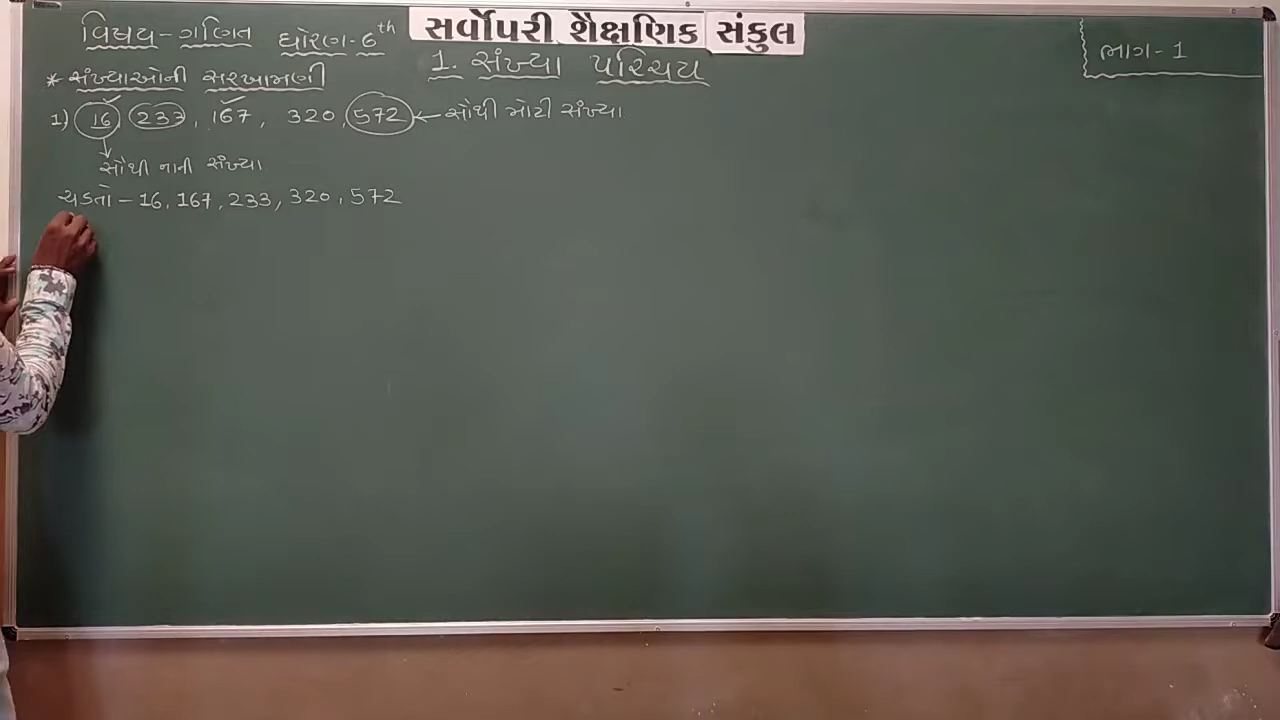 વિષય - ગણિત ધોરણ - 6th સર્વોપરી શૈક્ષણિક સંકુલ
1. સંખ્યા પરિચય
ભાગ - 1
* સંખ્યાઓની સરખામણી
1) 16, 233, 167, 320, 572 ← સૌથી મોટી સંખ્યા
સૌથી નાની સંખ્યા
ચડતો - 16, 167, 233, 320, 572